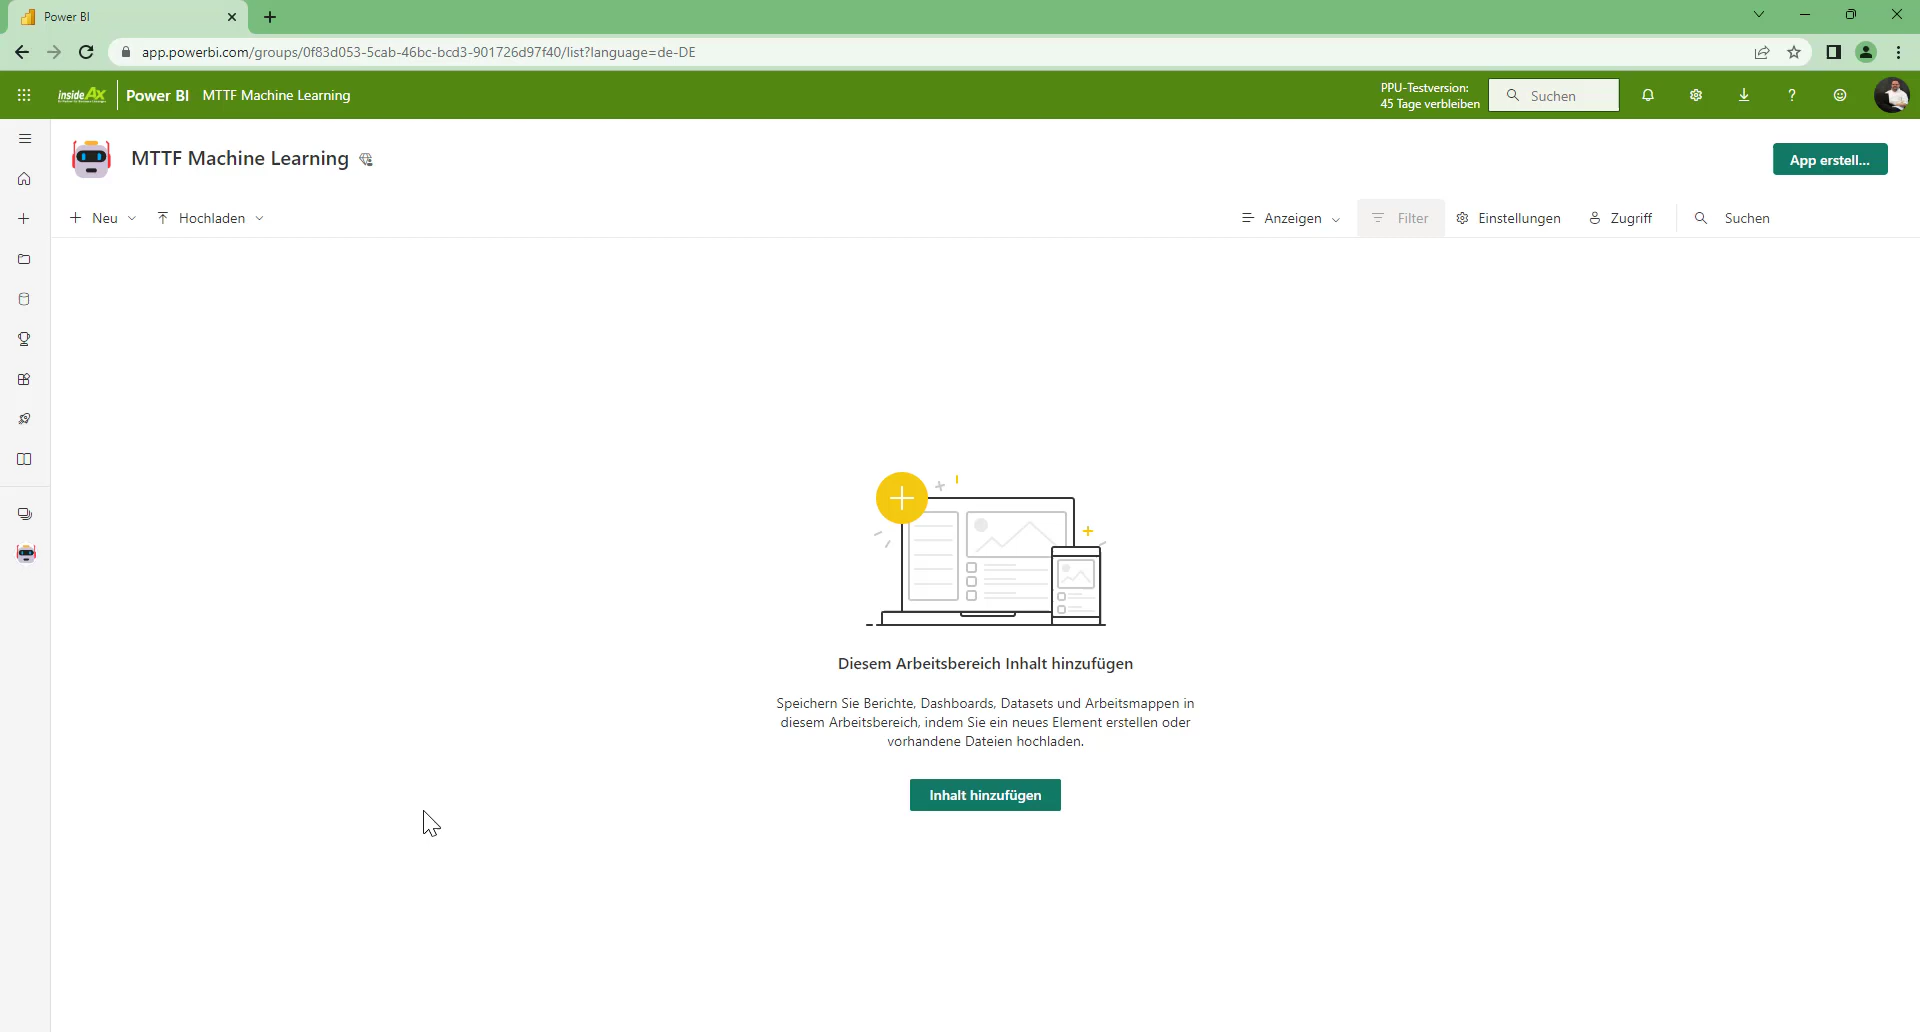 Power BI
app.powerbi.com/groups/0f83d053-5cab-46bc-bcd3-901726d97f40/list?language=de-DE
insideAX
Power BI
MTTF Machine Learning
PPU-Testversion:
45 Tage verbleiben
Suchen
MTTF Machine Learning
App erstell...
Neu
Hochladen
Anzeigen
Filter
Einstellungen
Zugriff
Suchen
Diesem Arbeitsbereich Inhalt hinzufügen
Speichern Sie Berichte, Dashboards, Datasets und Arbeitsmappen in
diesem Arbeitsbereich, indem Sie ein neues Element erstellen oder
vorhandene Dateien hochladen.
Inhalt hinzufügen